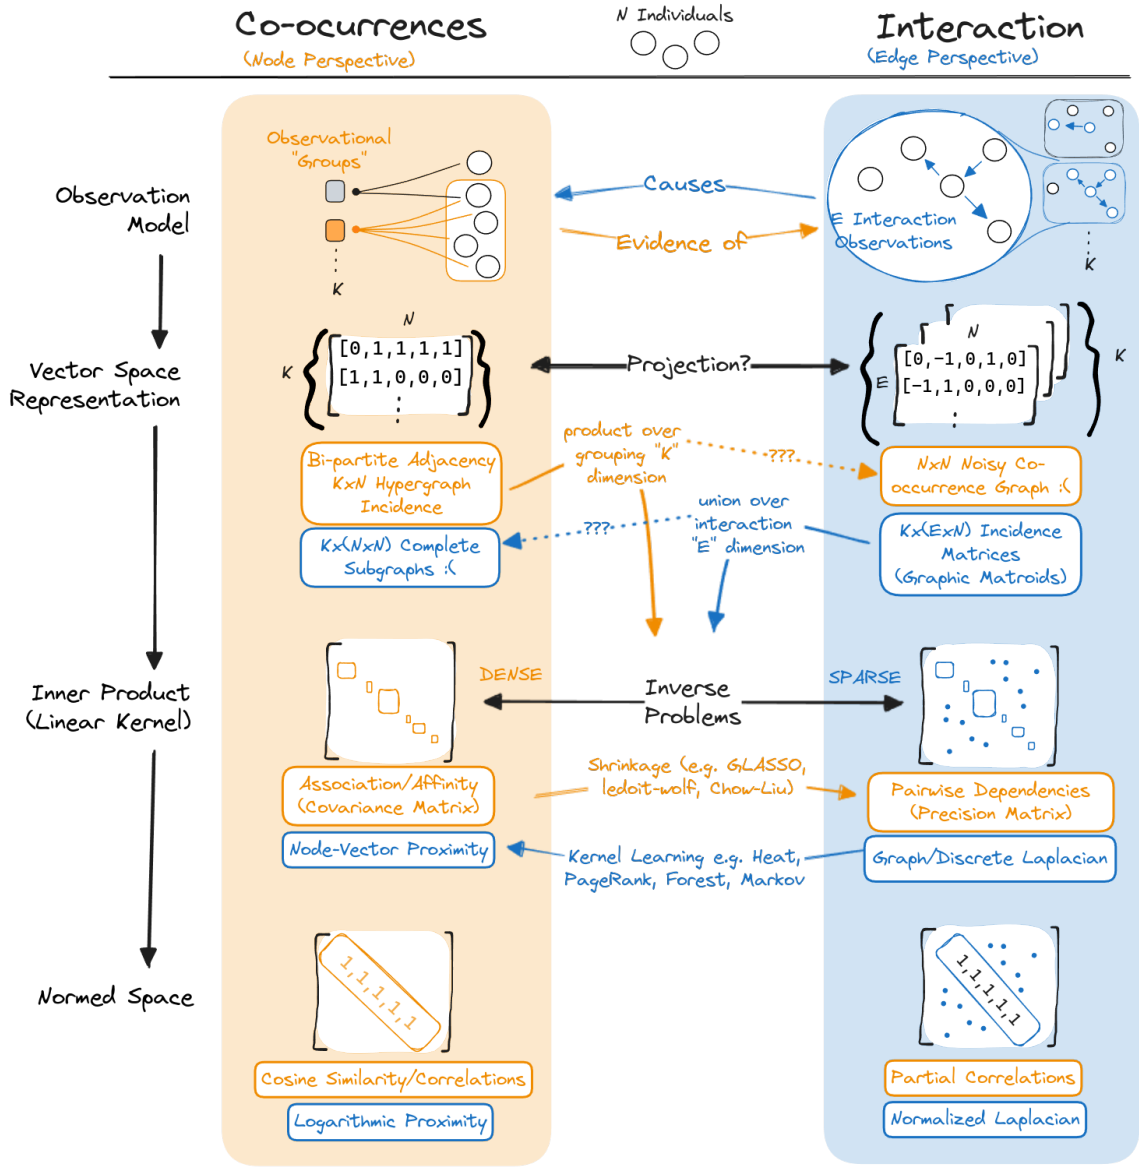 Co-ocurrences
(Node Perspective)
N Individuals
Interaction
(Edge Perspective)
Observation
Model
Observational
"Groups"
K
Causes
Evidence of
E Interaction
Observations
K
Vector Space
Representation
N
K
[0,1,1,1,1]
[1,1,0,0,0]
Projection?
N
E
[0,-1,0,1,0]
[-1,1,0,0,0]
K
Bi-partite Adjacency
KxN Hypergraph
Incidence
Kx(NxN) Complete
Subgraphs :(
product over
grouping "K"
dimension
???
union over
interaction
"E" dimension
???
NxN Noisy Co-
occurrence Graph :(
Kx(ExN) Incidence
Matrices
(Graphic Matroids)
Inner Product
(Linear Kernel)
DENSE
Inverse
Problems
SPARSE
Association/Affinity
(Covariance Matrix)
Node-Vector Proximity
Shrinkage (e.g. GLASSO,
ledoit-wolf, Chow-Liu)
Kernel Learning e.g. Heat,
PageRank, Forest, Markov
Pairwise Dependencies
(Precision Matrix)
Graph/Discrete Laplacian
Normed Space
1,1,1,1,1
1,1,1,1,1
Cosine Similarity/Correlations
Logarithmic Proximity
Partial Correlations
Normalized Laplacian